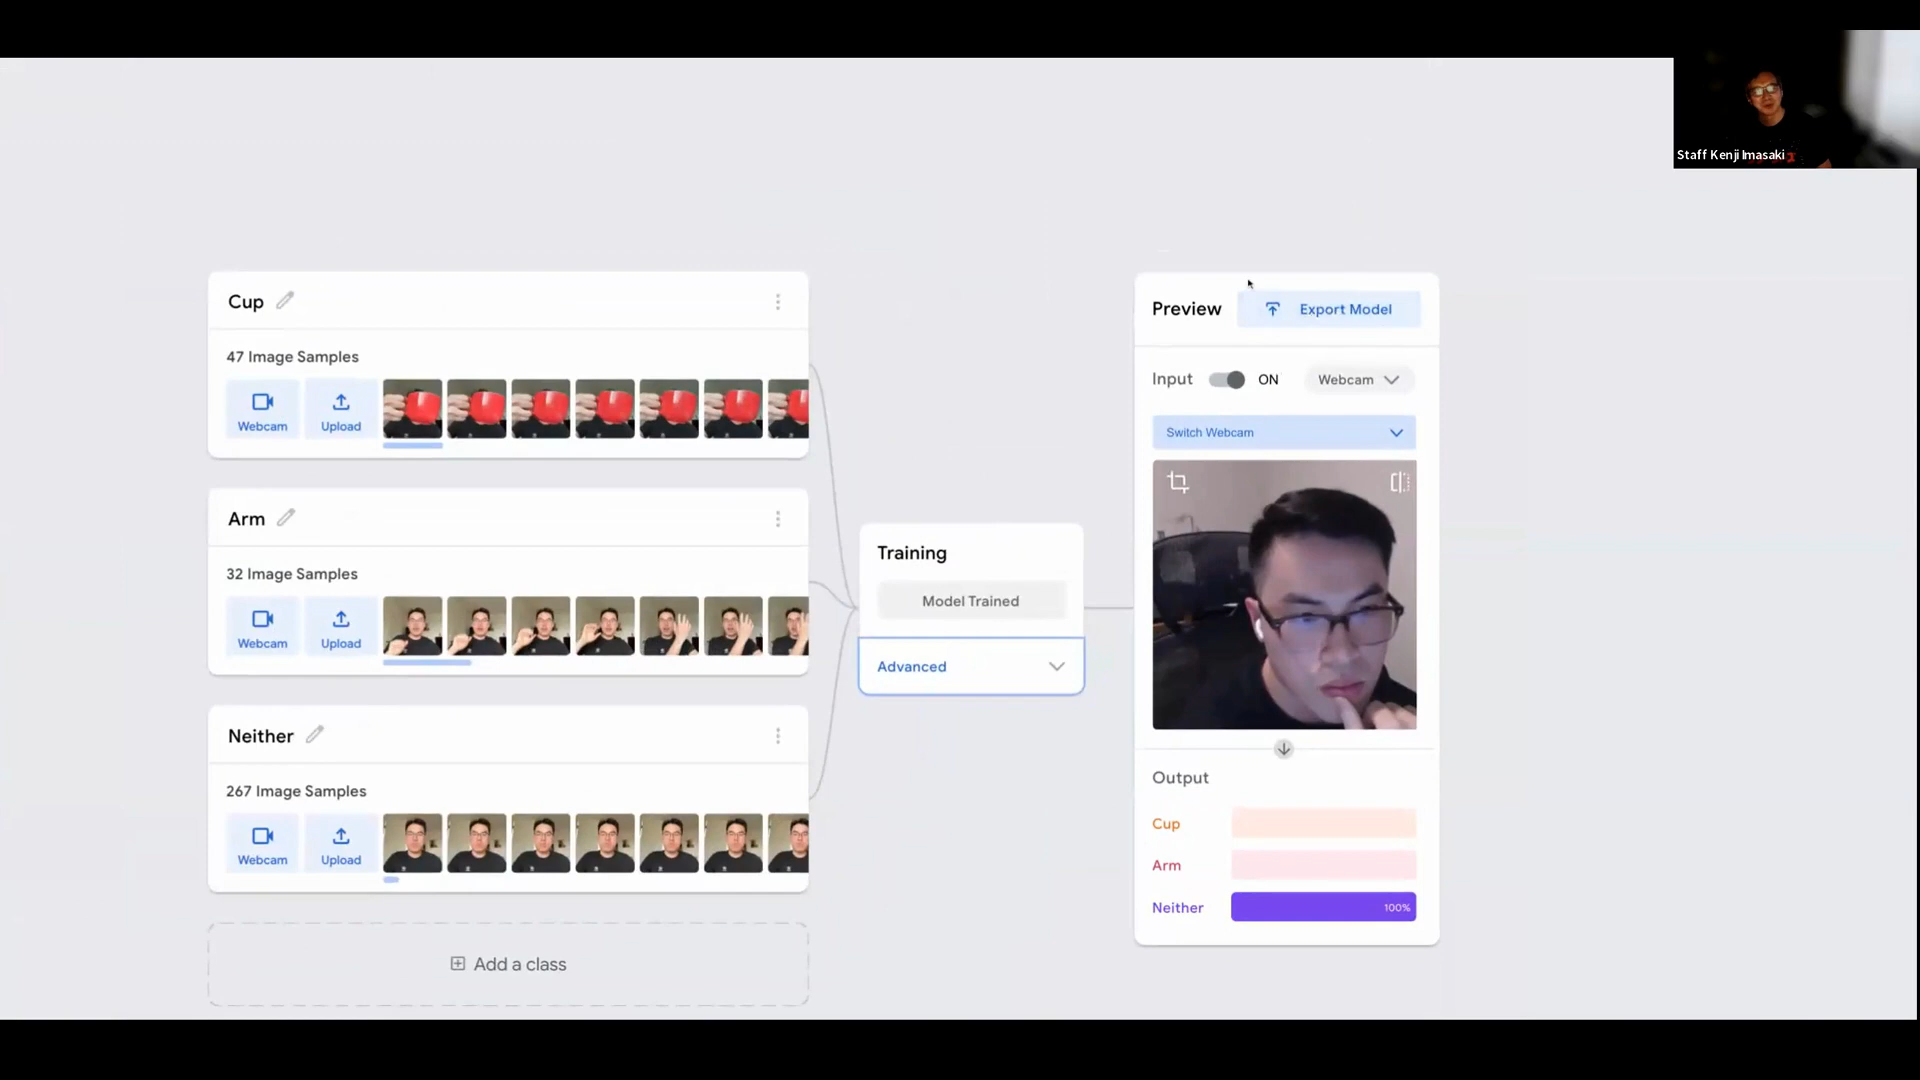 Staff Kenji Imasaki
Cup
47 Image Samples
Webcam
Upload
Arm
32 Image Samples
Webcam
Upload
Neither
267 Image Samples
Webcam
Upload
Add a class
Training
Model Trained
Advanced
Preview
Export Model
Input
ON
Webcam
Switch Webcam
Output
Cup
Arm
Neither
100%